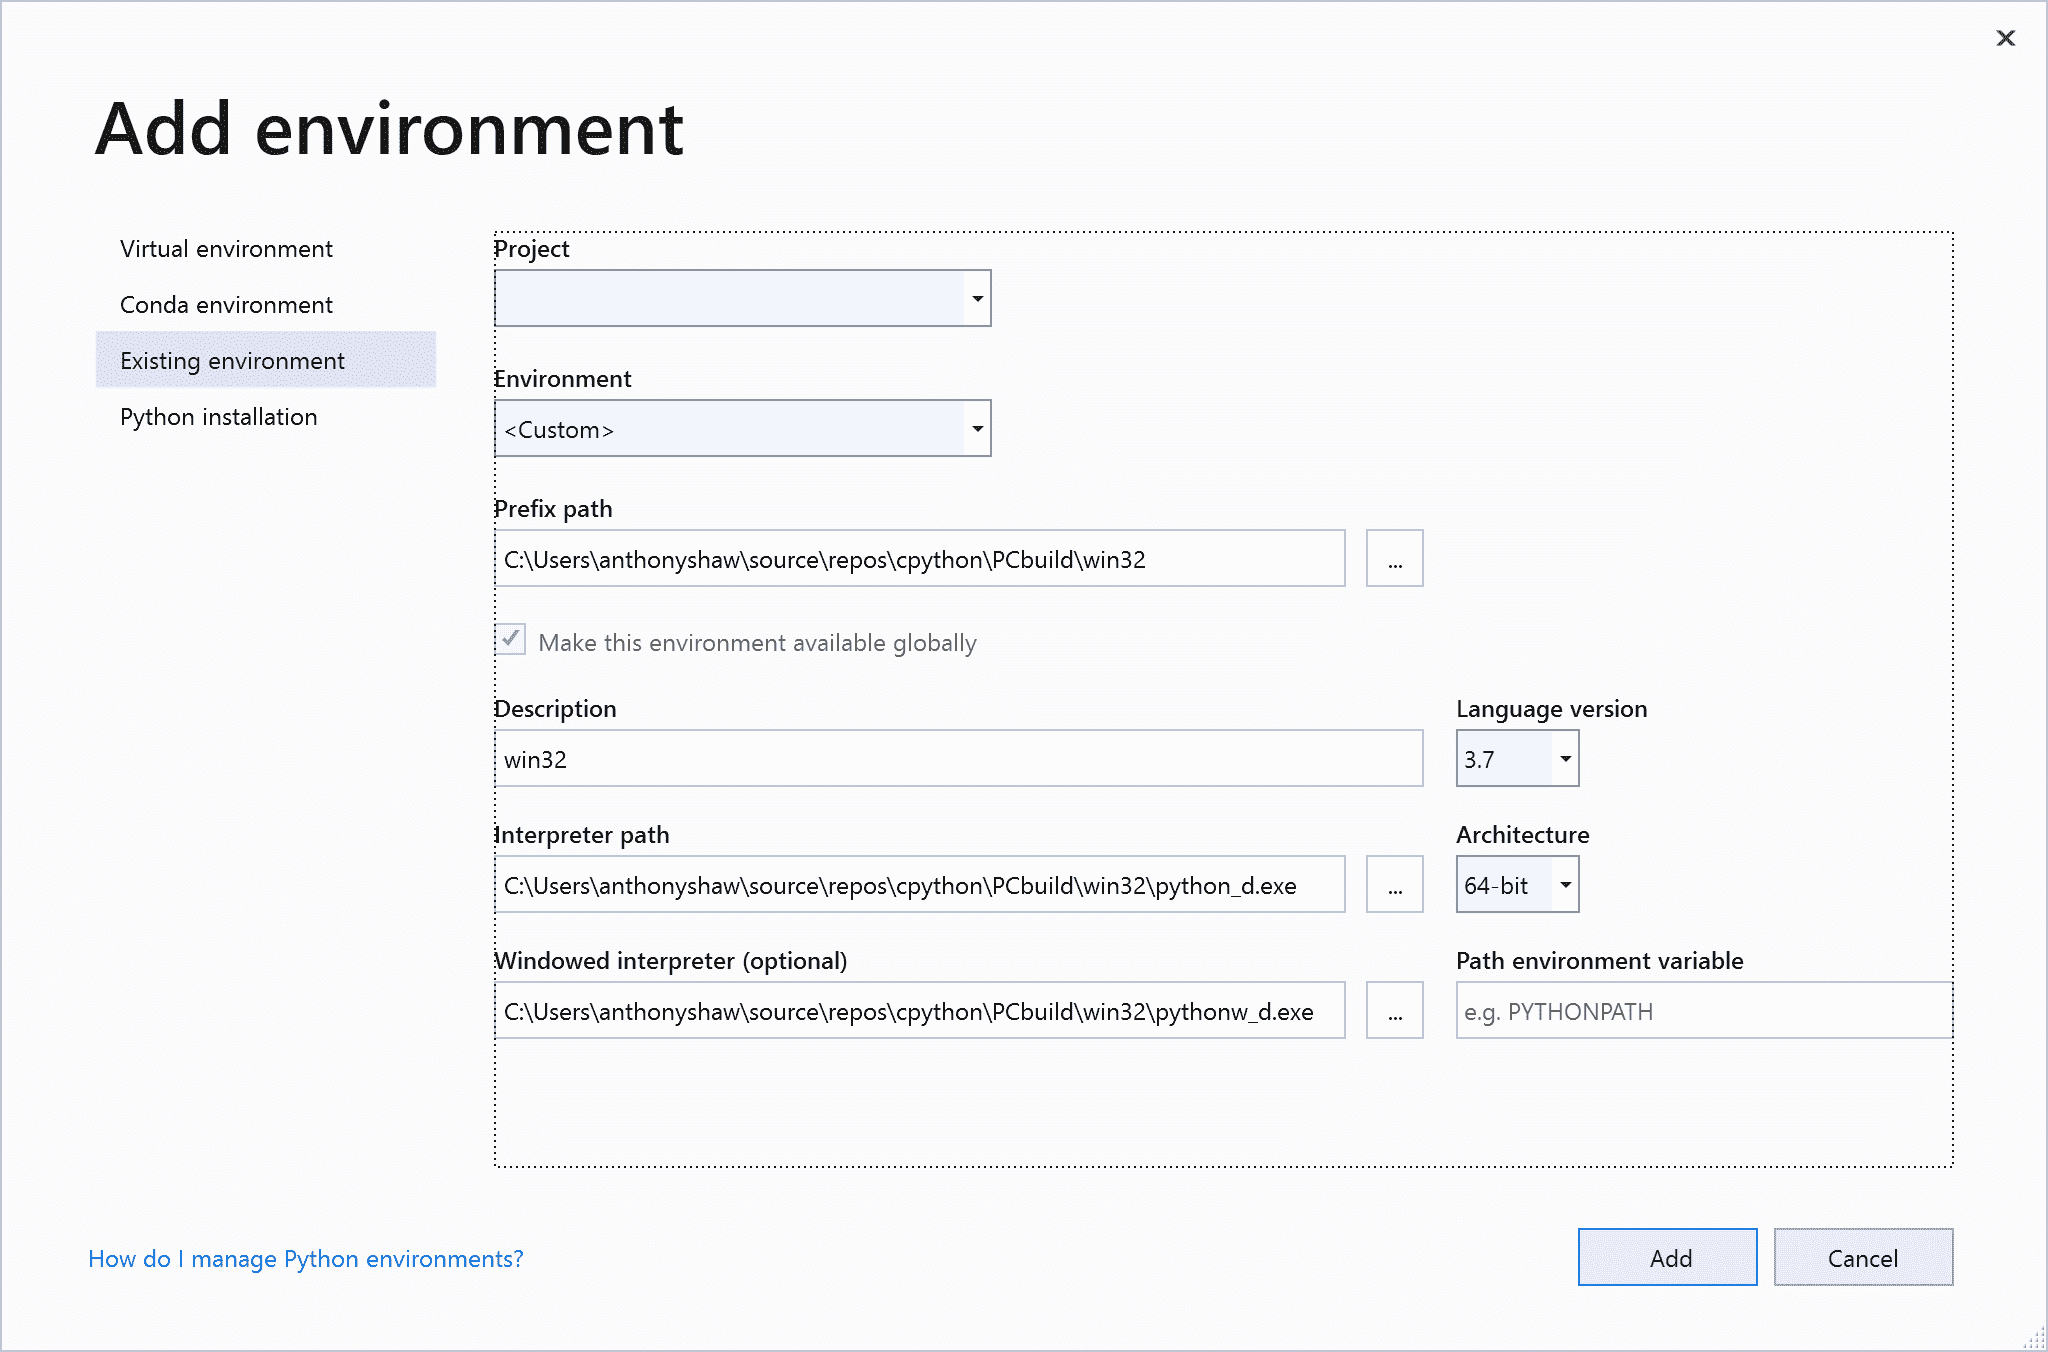 Add environment
Virtual environment
Conda environment
Existing environment
Python installation
Project
Environment
<Custom>
Prefix path
C:\Users\anthonyshaw\source\repos\cpython\PCbuild\win32
...
Make this environment available globally
Description
Language version
win32
3.7
Interpreter path
Architecture
C:\Users\anthonyshaw\source\repos\cpython\PCbuild\win32\python_d.exe
...
64-bit
Windowed interpreter (optional)
Path environment variable
C:\Users\anthonyshaw\source\repos\cpython\PCbuild\win32\pythonw_d.exe
...
e.g. PYTHONPATH
How do I manage Python environments?
Add
Cancel